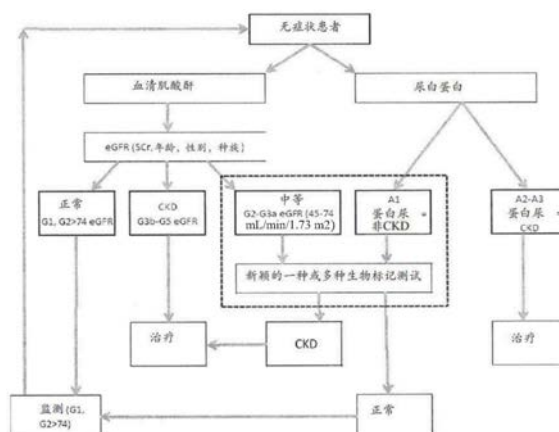 无症状患者
血清肌酸酐
尿白蛋白
eGFR (SCr, 年龄, 性别, 种族)
正常
G1, G2>74 eGFR
CKD
G3b-G5 eGFR
中等
G2-G3a eGFR (45-74
mL/min/1.73 m2)
A1
蛋白尿 =
非CKD
A2-A3
蛋白尿 =
CKD
新颖的一种或多种生物标记测试
治疗
CKD
治疗
监测 (G1,
G2>74)
正常